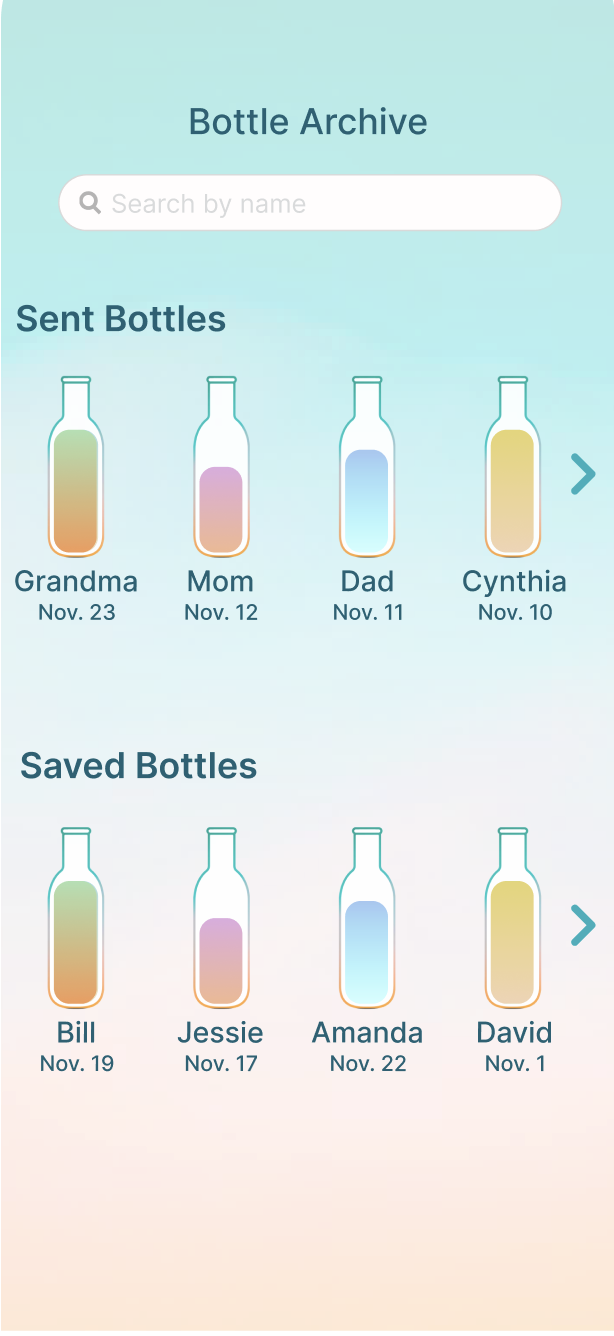 Bottle Archive
Search by name
Sent Bottles
Grandma Mom Dad Cynthia
Nov. 23 Nov. 12 Nov. 11 Nov. 10
Saved Bottles
Bill Jessie Amanda David
Nov. 19 Nov. 17 Nov. 22 Nov. 1